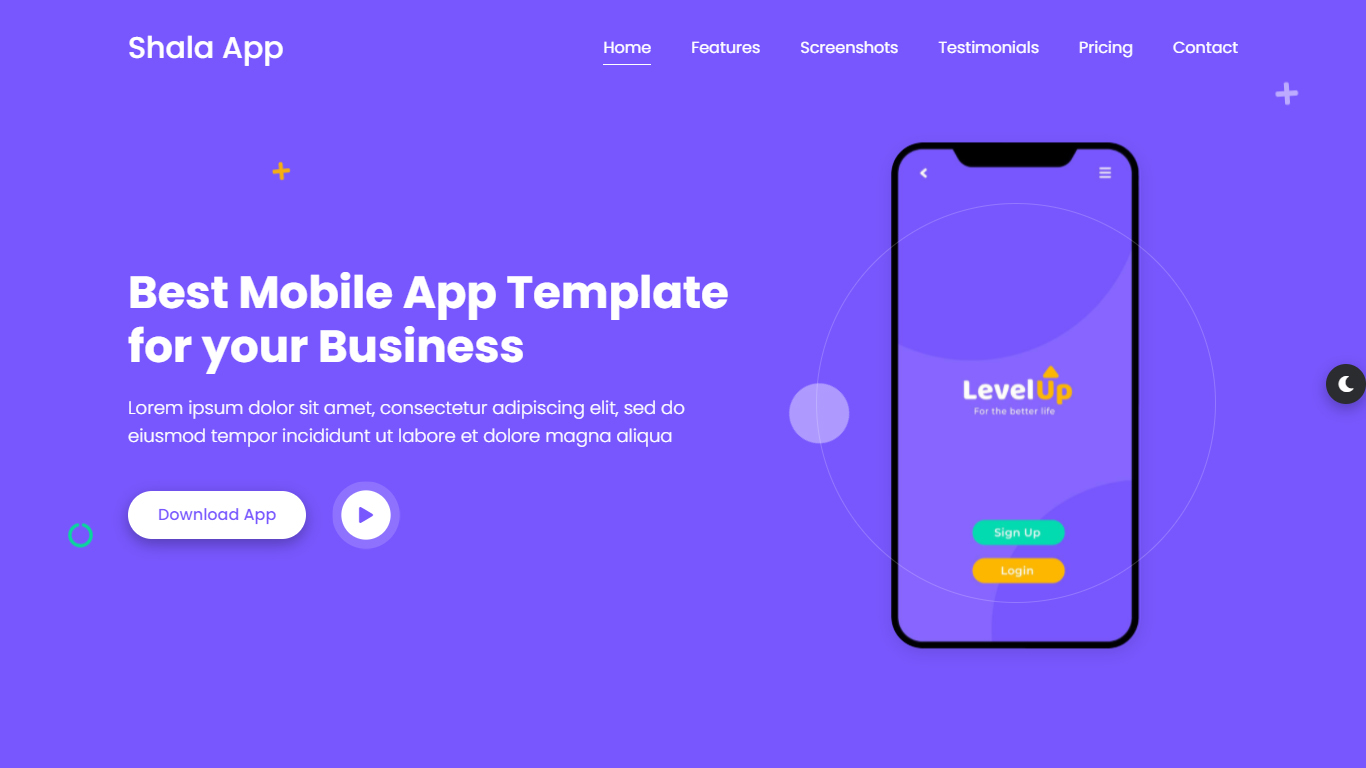 Shala App
Home Features Screenshots Testimonials Pricing Contact
Best Mobile App Template
for your Business
Lorem ipsum dolor sit amet, consectetur adipiscing elit, sed do
eiusmod tempor incididunt ut labore et dolore magna aliqua
Download App
LevelUp
For the better life
Sign Up
Login